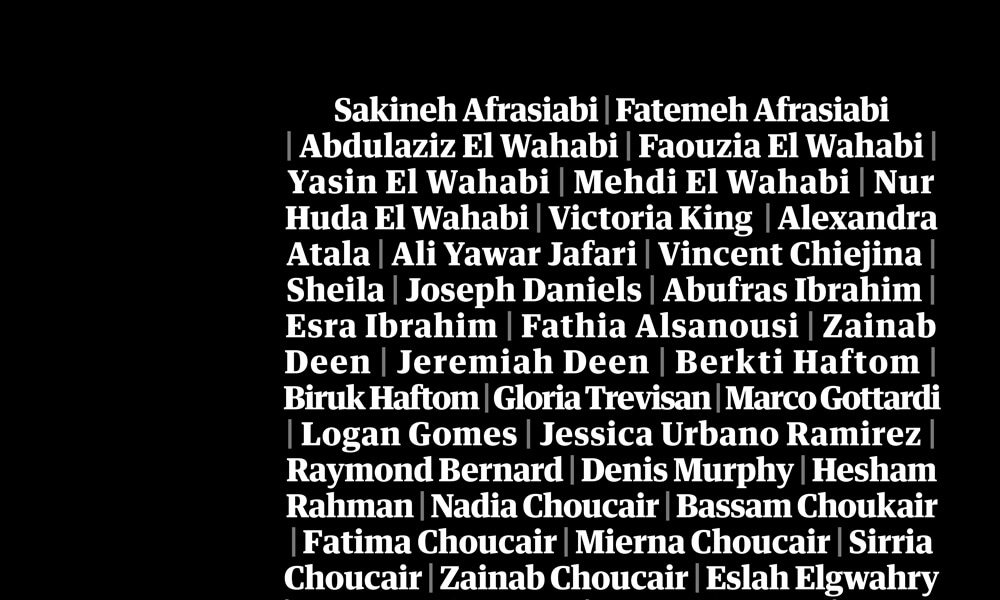 Sakineh Afrasiabi | Fatemeh Afrasiabi
| Abdulaziz El Wahabi | Faouzia El Wahabi |
Yasin El Wahabi | Mehdi El Wahabi | Nur
Huda El Wahabi | Victoria King | Alexandra
Atala | Ali Yawar Jafari | Vincent Chiejina |
Sheila | Joseph Daniels | Abufras Ibrahim |
Esra Ibrahim | Fathia Alsanousi | Zainab
Deen | Jeremiah Deen | Berkti Haftom |
Biruk Haftom | Gloria Trevisan | Marco Gottardi
| Logan Gomes | Jessica Urbano Ramirez |
Raymond Bernard | Denis Murphy | Hesham
Rahman | Nadia Choucair | Bassam Choukair
| Fatima Choucair | Mierna Choucair | Sirria
Choucair | Zainab Choucair | Eslah Elgwahry